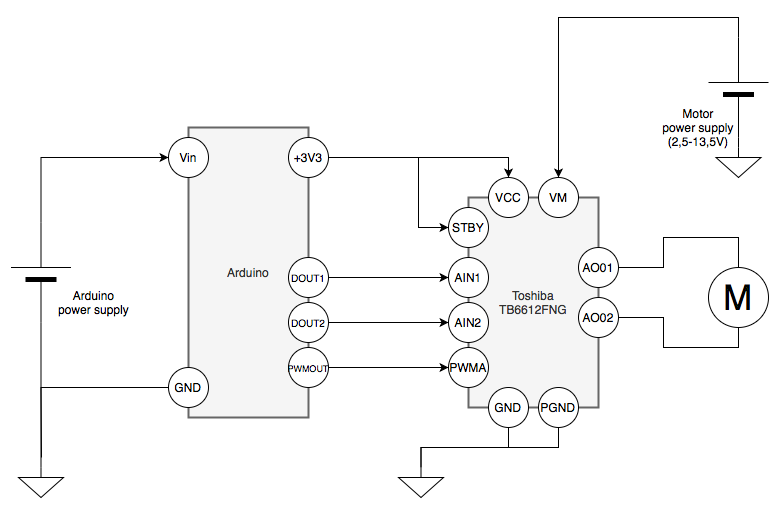 Motor
power supply
(2,5-13,5V)
Vin
+3V3
VCC
VM
STBY
Arduino
DOUT1
AIN1
AO01
Arduino
power supply
Toshiba
TB6612FNG
M
DOUT2
AIN2
AO02
PWMOUT
PWMA
GND
GND
PGND